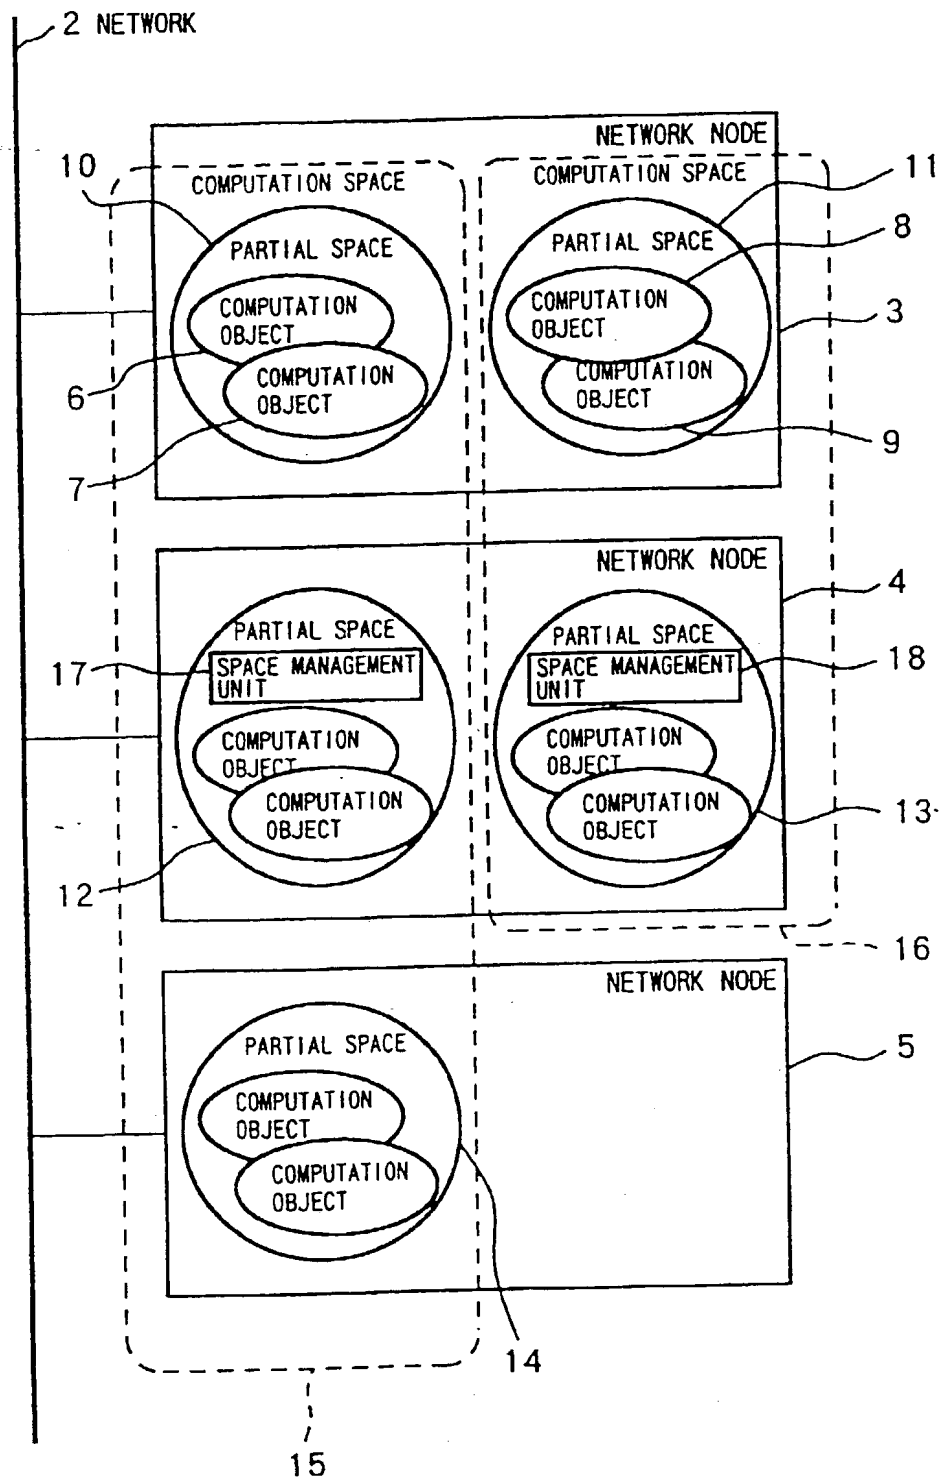 2 NETWORK
NETWORK NODE
10
COMPUTATION SPACE
COMPUTATION SPACE
11
PARTIAL SPACE
PARTIAL SPACE
8
COMPUTATION
OBJECT
COMPUTATION
OBJECT
3
6
COMPUTATION
OBJECT
COMPUTATION
OBJECT
9
7
NETWORK NODE
4
PARTIAL SPACE
PARTIAL SPACE
17
SPACE MANAGEMENT
UNIT
SPACE MANAGEMENT
UNIT
18
COMPUTATION
OBJECT
COMPUTATION
OBJECT
COMPUTATION
OBJECT
COMPUTATION
OBJECT
13
12
16
NETWORK NODE
PARTIAL SPACE
5
COMPUTATION
OBJECT
COMPUTATION
OBJECT
14
15